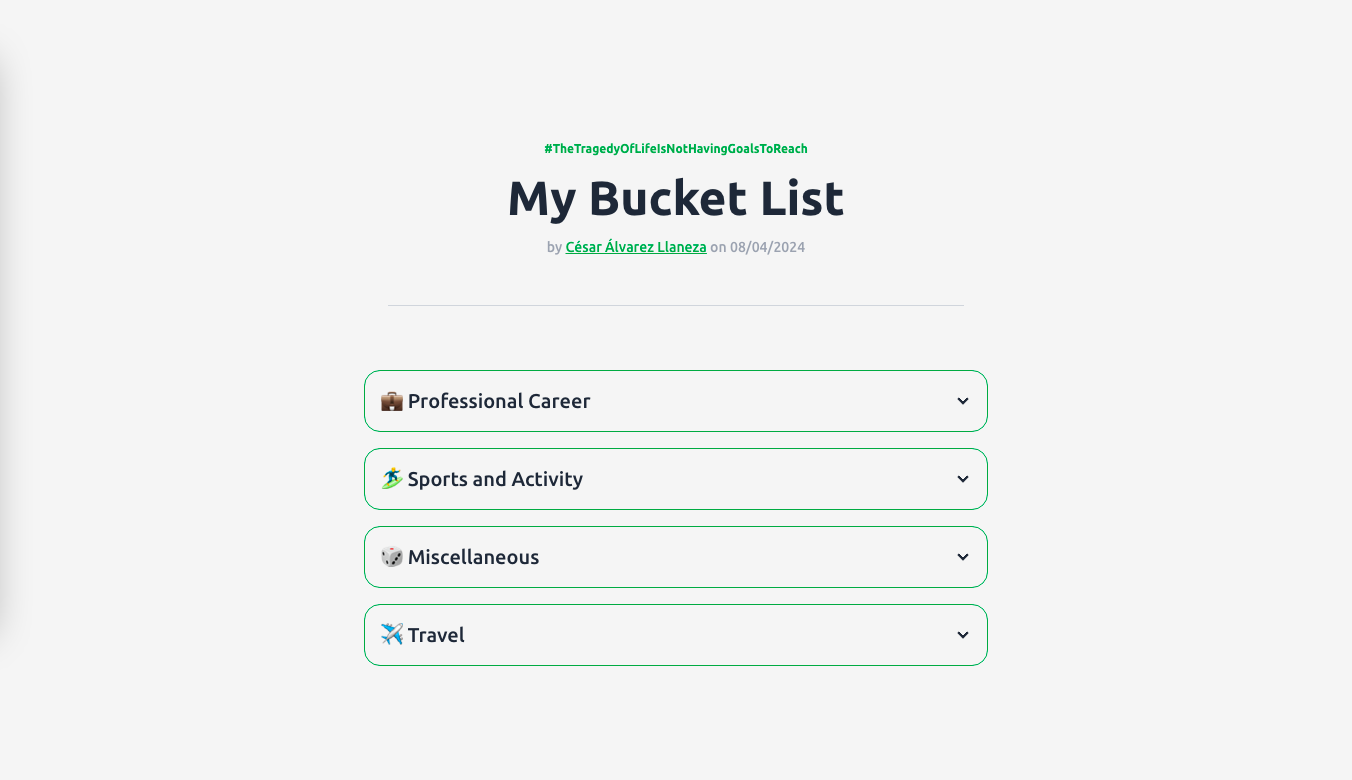 #TheTragedyOfLifeIsNotHavingGoalsToReach
My Bucket List
by César Álvarez Llaneza on 08/04/2024
💼 Professional Career
🏄‍♂️ Sports and Activity
🎲 Miscellaneous
✈️ Travel